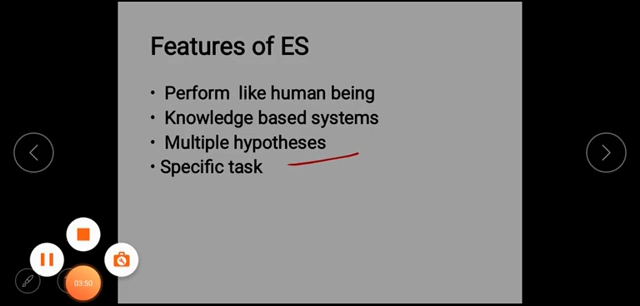 Features of ES
• Perform like human being
• Knowledge based systems
• Multiple hypotheses
• Specific task
03:50